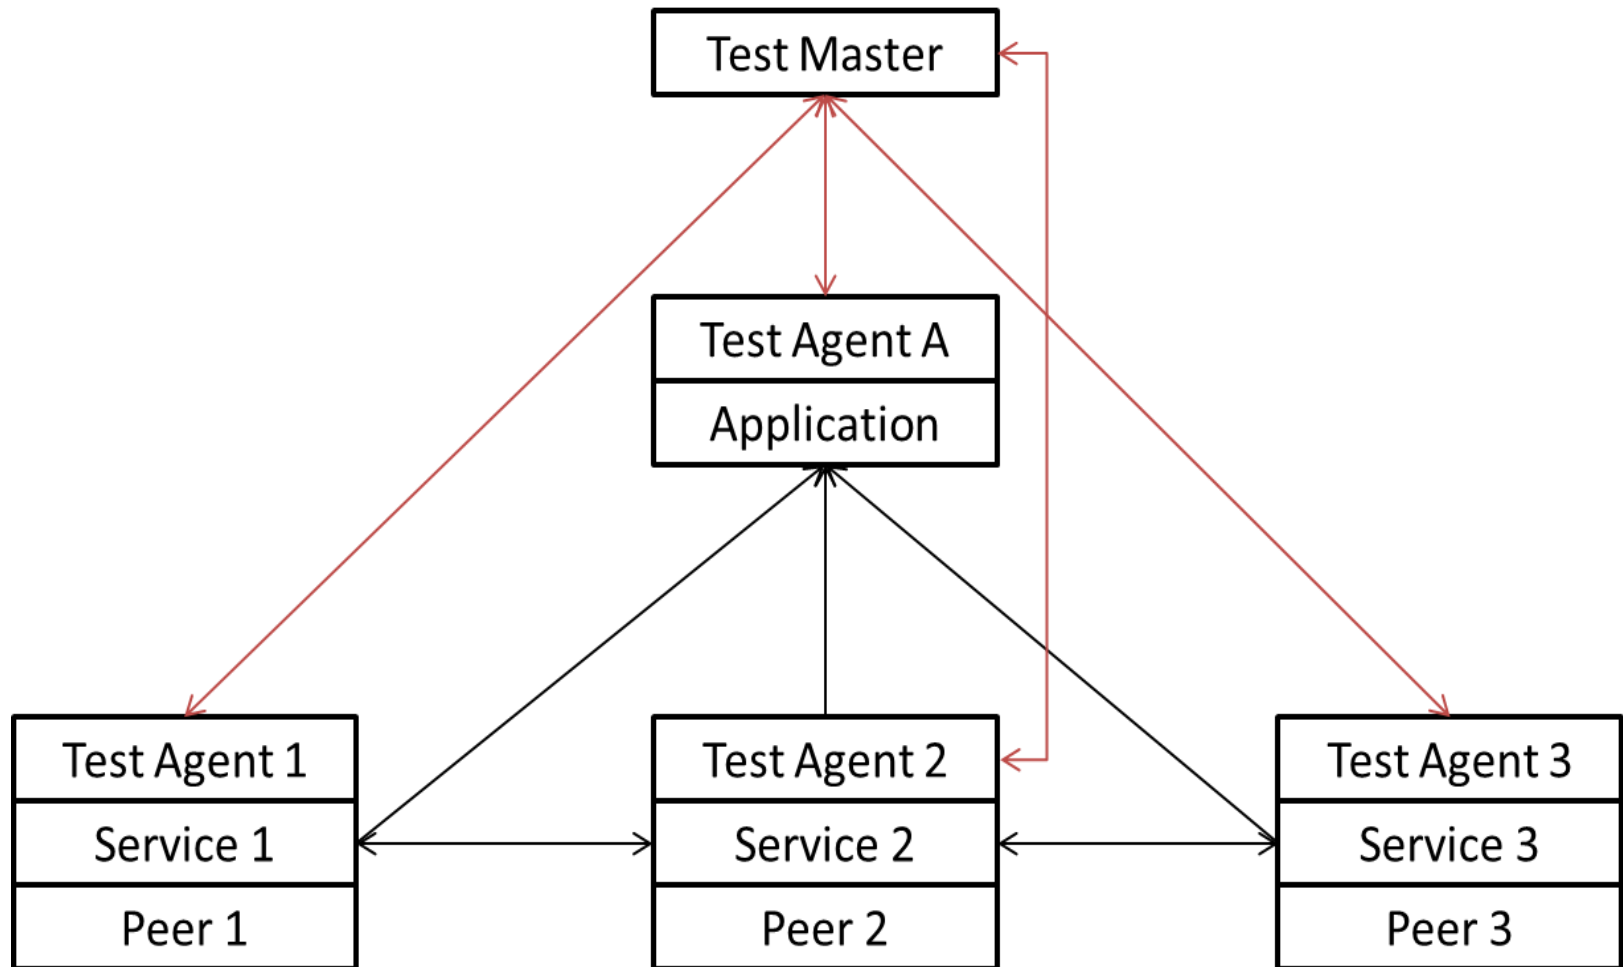 Test Master
Test Agent A
Application
Test Agent 1
Test Agent 2
Test Agent 3
Service 1
Service 2
Service 3
Peer 1
Peer 2
Peer 3